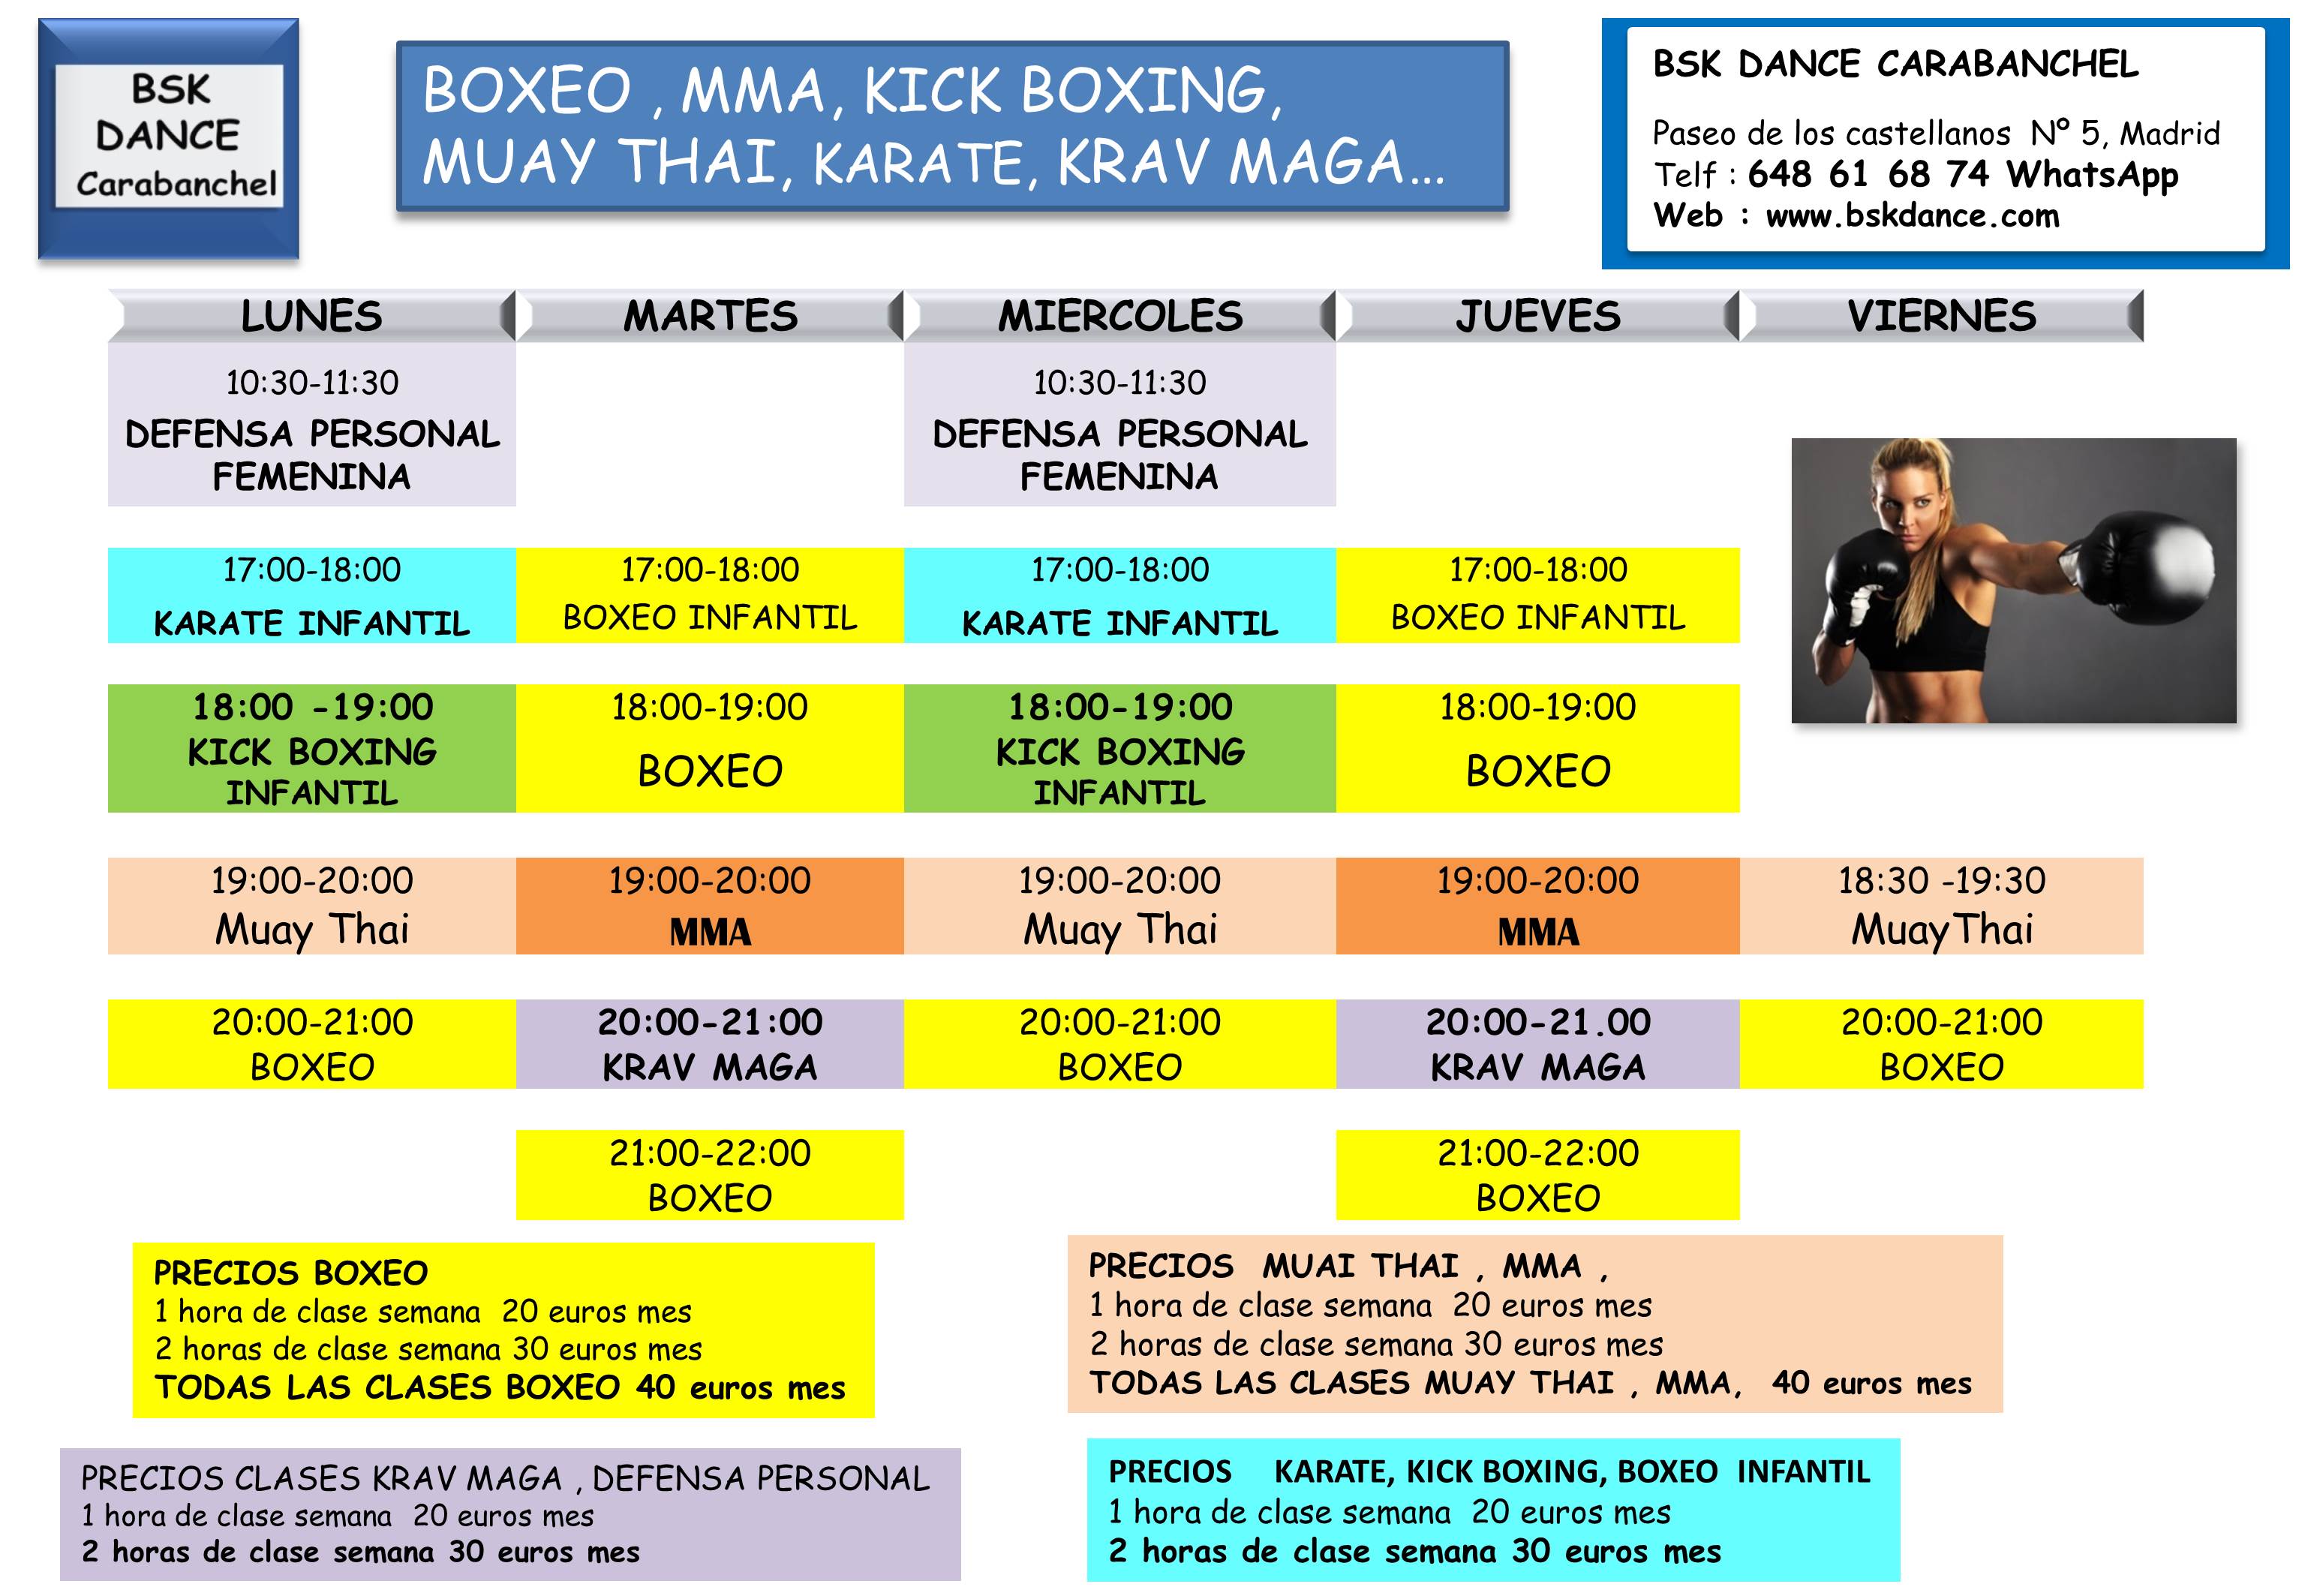 BSK
DANCE
Carabanchel
BOXEO , MMA, KICK BOXING,
MUAY THAI, KARATE, KRAV MAGA...
BSK DANCE CARABANCHEL
Paseo de los castellanos Nº 5, Madrid
Telf : 648 61 68 74 WhatsApp
Web : www.bskdance.com
LUNES MARTES MIERCOLES JUEVES VIERNES
10:30-11:30 10:30-11:30
DEFENSA PERSONAL DEFENSA PERSONAL
FEMENINA FEMENINA
17:00-18:00 17:00-18:00 17:00-18:00 17:00-18:00
KARATE INFANTIL BOXEO INFANTIL KARATE INFANTIL BOXEO INFANTIL
18:00 -19:00 18:00-19:00 18:00-19:00 18:00-19:00
KICK BOXING BOXEO KICK BOXING BOXEO
INFANTIL INFANTIL
19:00-20:00 19:00-20:00 19:00-20:00 19:00-20:00 18:30 -19:30
Muay Thai MMA Muay Thai MMA MuayThai
20:00-21:00 20:00-21:00 20:00-21:00 20:00-21.00 20:00-21:00
BOXEO KRAV MAGA BOXEO KRAV MAGA BOXEO
21:00-22:00 21:00-22:00
BOXEO BOXEO
PRECIOS BOXEO
1 hora de clase semana 20 euros mes
2 horas de clase semana 30 euros mes
TODAS LAS CLASES BOXEO 40 euros mes
PRECIOS MUAI THAI , MMA ,
1 hora de clase semana 20 euros mes
2 horas de clase semana 30 euros mes
TODAS LAS CLASES MUAY THAI , MMA, 40 euros mes
PRECIOS CLASES KRAV MAGA , DEFENSA PERSONAL
1 hora de clase semana 20 euros mes
2 horas de clase semana 30 euros mes
PRECIOS KARATE, KICK BOXING, BOXEO INFANTIL
1 hora de clase semana 20 euros mes
2 horas de clase semana 30 euros mes